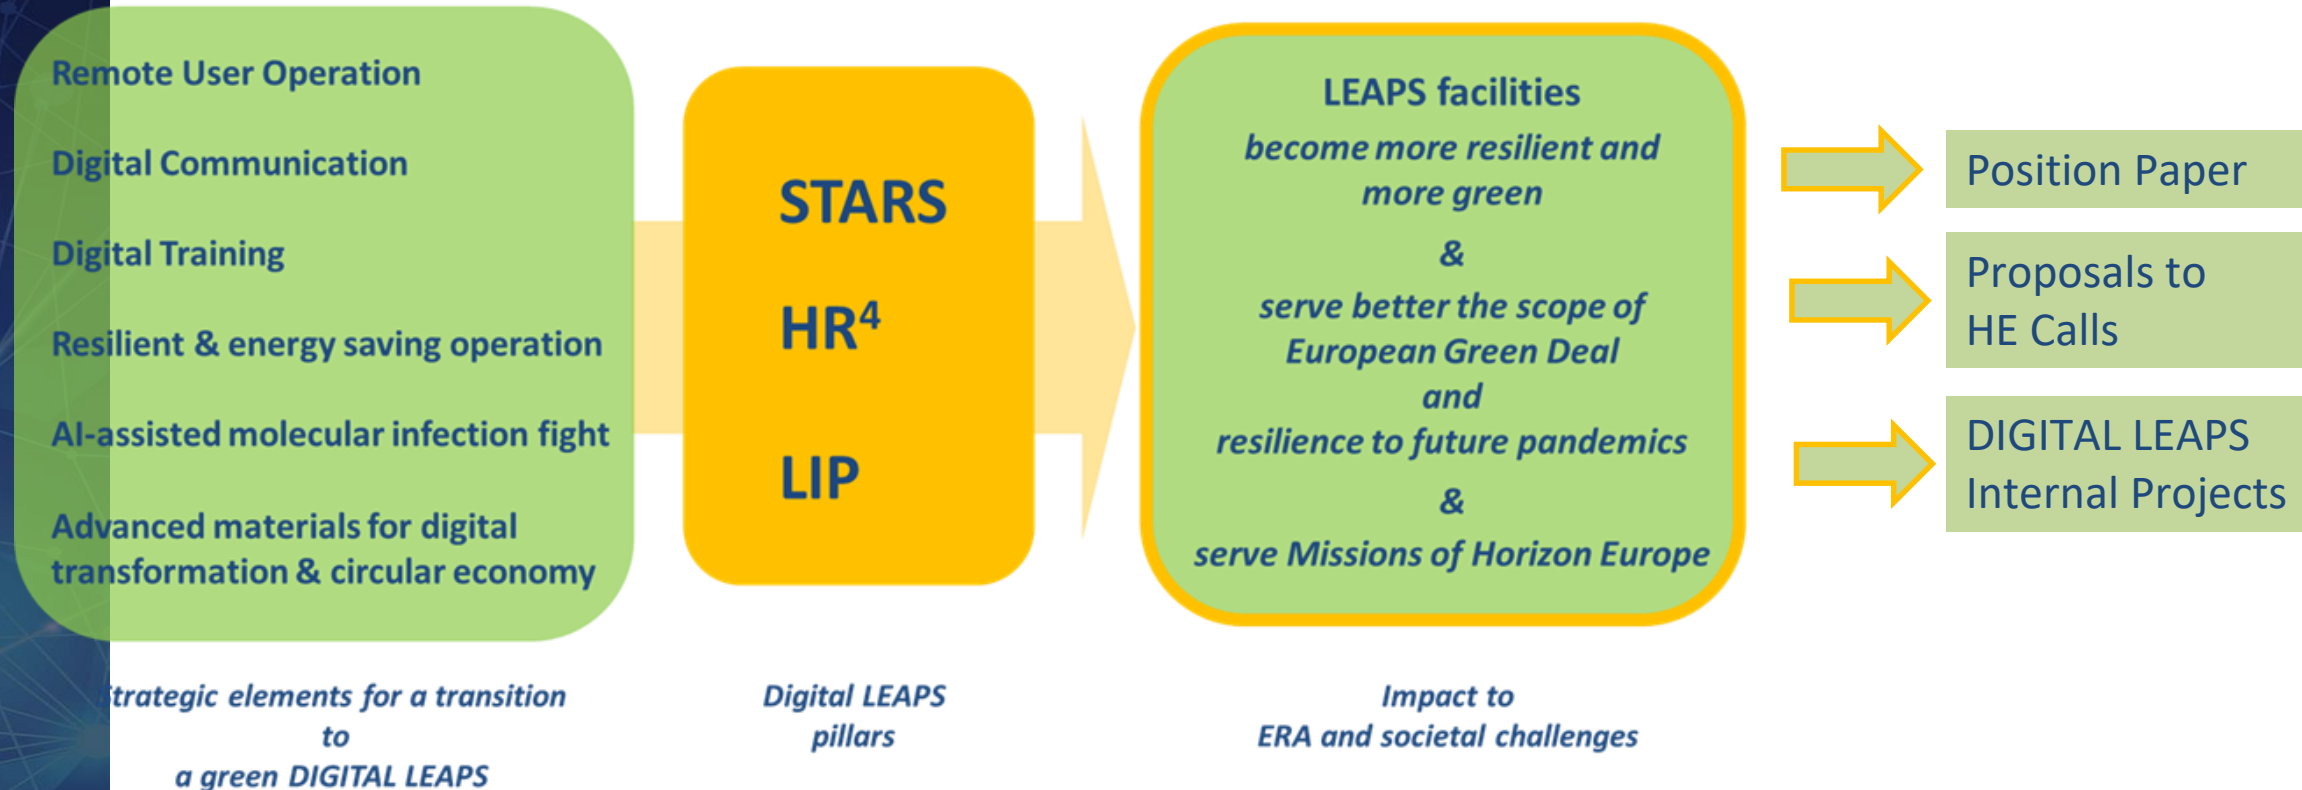 Remote User Operation
Digital Communication
Digital Training
Resilient & energy saving operation
AI-assisted molecular infection fight
Advanced materials for digital
transformation & circular economy
Strategic elements for a transition
to
a green DIGITAL LEAPS
STARS
HR⁴
LIP
Digital LEAPS
pillars
LEAPS facilities
become more resilient and
more green
&
serve better the scope of
European Green Deal
and
resilience to future pandemics
&
serve Missions of Horizon Europe
Impact to
ERA and societal challenges
Position Paper
Proposals to
HE Calls
DIGITAL LEAPS
Internal Projects